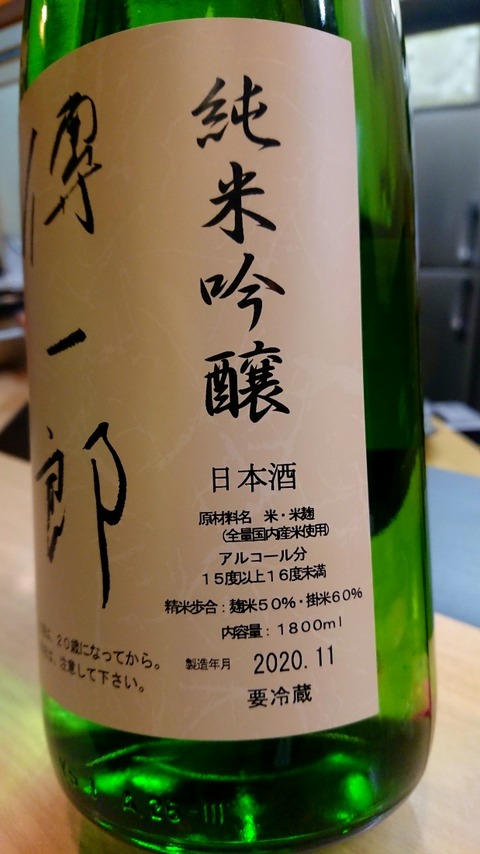 傳一郎
純米吟醸
日本酒
原材料名 米・米麹
(全量国内産米使用)
アルコール分
15度以上16度未満
精米歩合:麹米50%・掛米60%
内容量:1800ml
製造年月 2020.11
要冷蔵
20歳になってから。
注意して下さい。